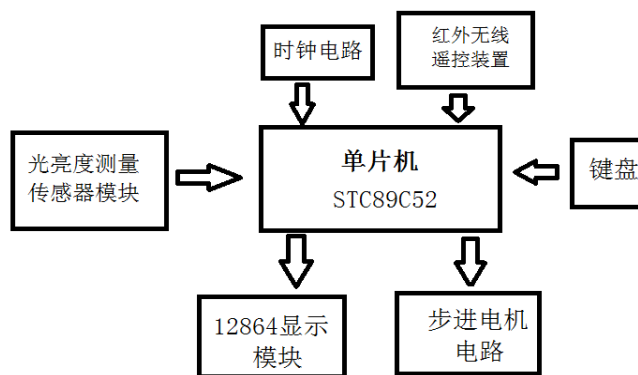 时钟电路
红外无线
遥控装置
光亮度测量
传感器模块
单片机
STC89C52
键盘
12864显示
模块
步进电机
电路